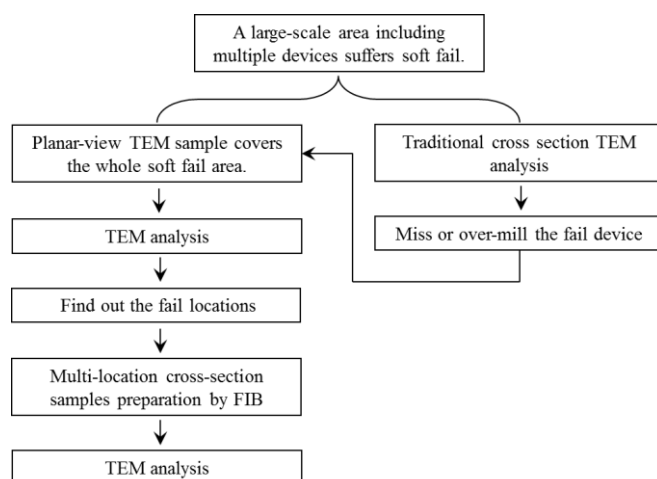 A large-scale area including
multiple devices suffers soft fail.
Planar-view TEM sample covers
the whole soft fail area.
TEM analysis
Find out the fail locations
Multi-location cross-section
samples preparation by FIB
TEM analysis
Traditional cross section TEM
analysis
Miss or over-mill the fail device